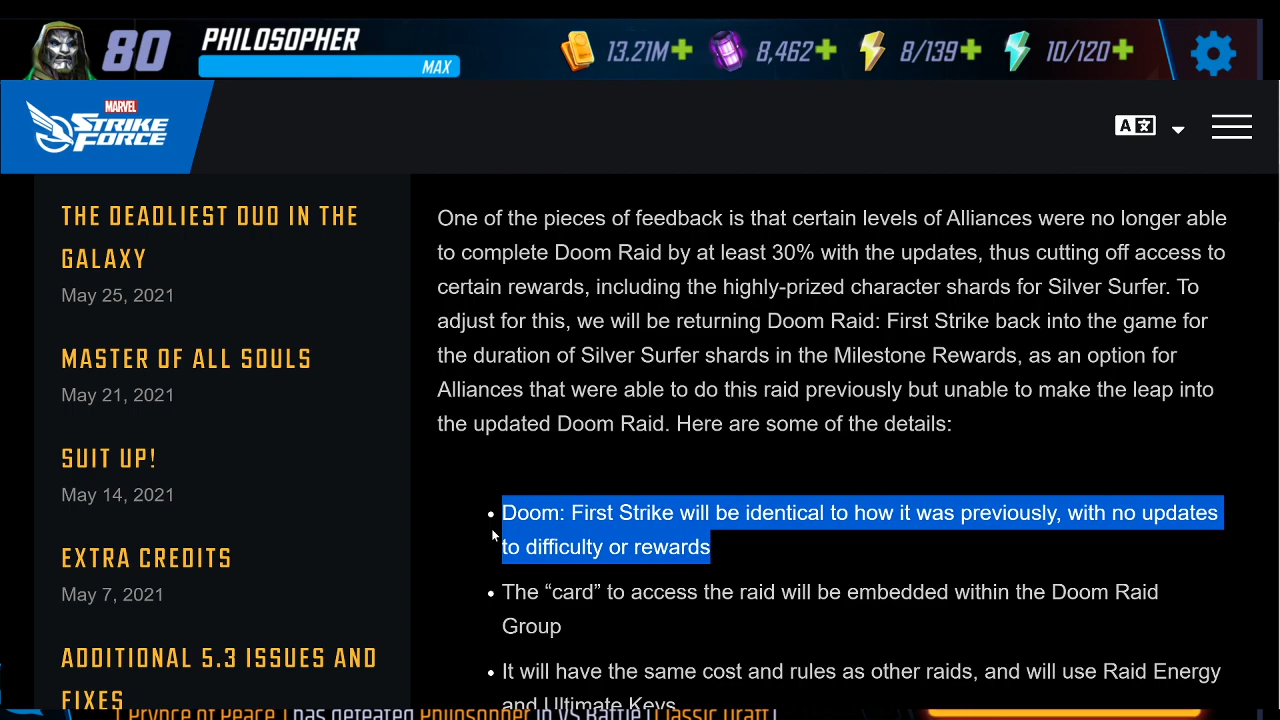 80
PHILOSOPHER
MAX
13.21M
8,462
8/139
10/120
MARVEL
STRIKE
FORCE
A文
THE DEADLIEST DUO IN THE
GALAXY
May 25, 2021
MASTER OF ALL SOULS
May 21, 2021
SUIT UP!
May 14, 2021
EXTRA CREDITS
May 7, 2021
ADDITIONAL 5.3 ISSUES AND
FIXES
One of the pieces of feedback is that certain levels of Alliances were no longer able
to complete Doom Raid by at least 30% with the updates, thus cutting off access to
certain rewards, including the highly-prized character shards for Silver Surfer. To
adjust for this, we will be returning Doom Raid: First Strike back into the game for
the duration of Silver Surfer shards in the Milestone Rewards, as an option for
Alliances that were able to do this raid previously but unable to make the leap into
the updated Doom Raid. Here are some of the details:
• Doom: First Strike will be identical to how it was previously, with no updates
to difficulty or rewards
• The “card” to access the raid will be embedded within the Doom Raid
Group
• It will have the same cost and rules as other raids, and will use Raid Energy
and Ultimate Keys
[Prynce of Peace] has defeated Philosopher in VS Battle [Classic Draft]